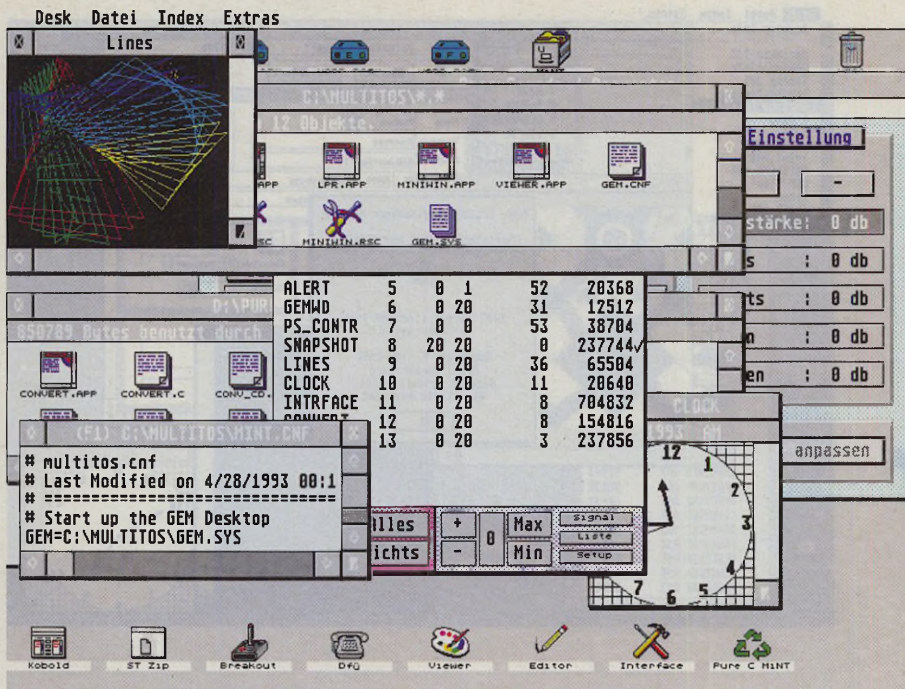 Desk Datei Index Extras
Lines
C:\MULTITOS\*.*
12 Objekte.
LPR.APP
MINIWIN.APP
VIEWER.APP
GEM.CNF
MINIWIN.RSC
GEM.SYS
Einstellung
-
stärke: 0 db
: 0 db
: 0 db
: 0 db
en : 0 db
anpassen
ALERT 5 0 1 52 20368
GEMWD 6 0 20 31 12512
PS_CONTR 7 0 0 53 38704
SNAPSHOT 8 20 20 0 237744✓
LINES 9 0 20 36 65504
CLOCK 10 0 20 11 20640
INTRFACE 11 0 20 8 704832
CONVERT 12 0 20 8 154816
13 0 20 3 237856
D:\PUR
850789 Bytes benutzt durch
CONVERT.APP
CONVERT.C
CONV_CD.
(F1) C:\MULTITOS\MINT.CNF
# multitos.cnf
# Last Modified on 4/28/1993 00:1
# ==================================
# Start up the GEM Desktop
GEM=C:\MULTITOS\GEM.SYS
Alles
ichts
+
-
0
Max
Min
Signal
Liste
Setup
CLOCK
1993 GM
12
1
2
3
4
5
6
7
Kobold
ST Zip
Breakout
Dfü
Viewer
Editor
Interface
Pure C MiNT